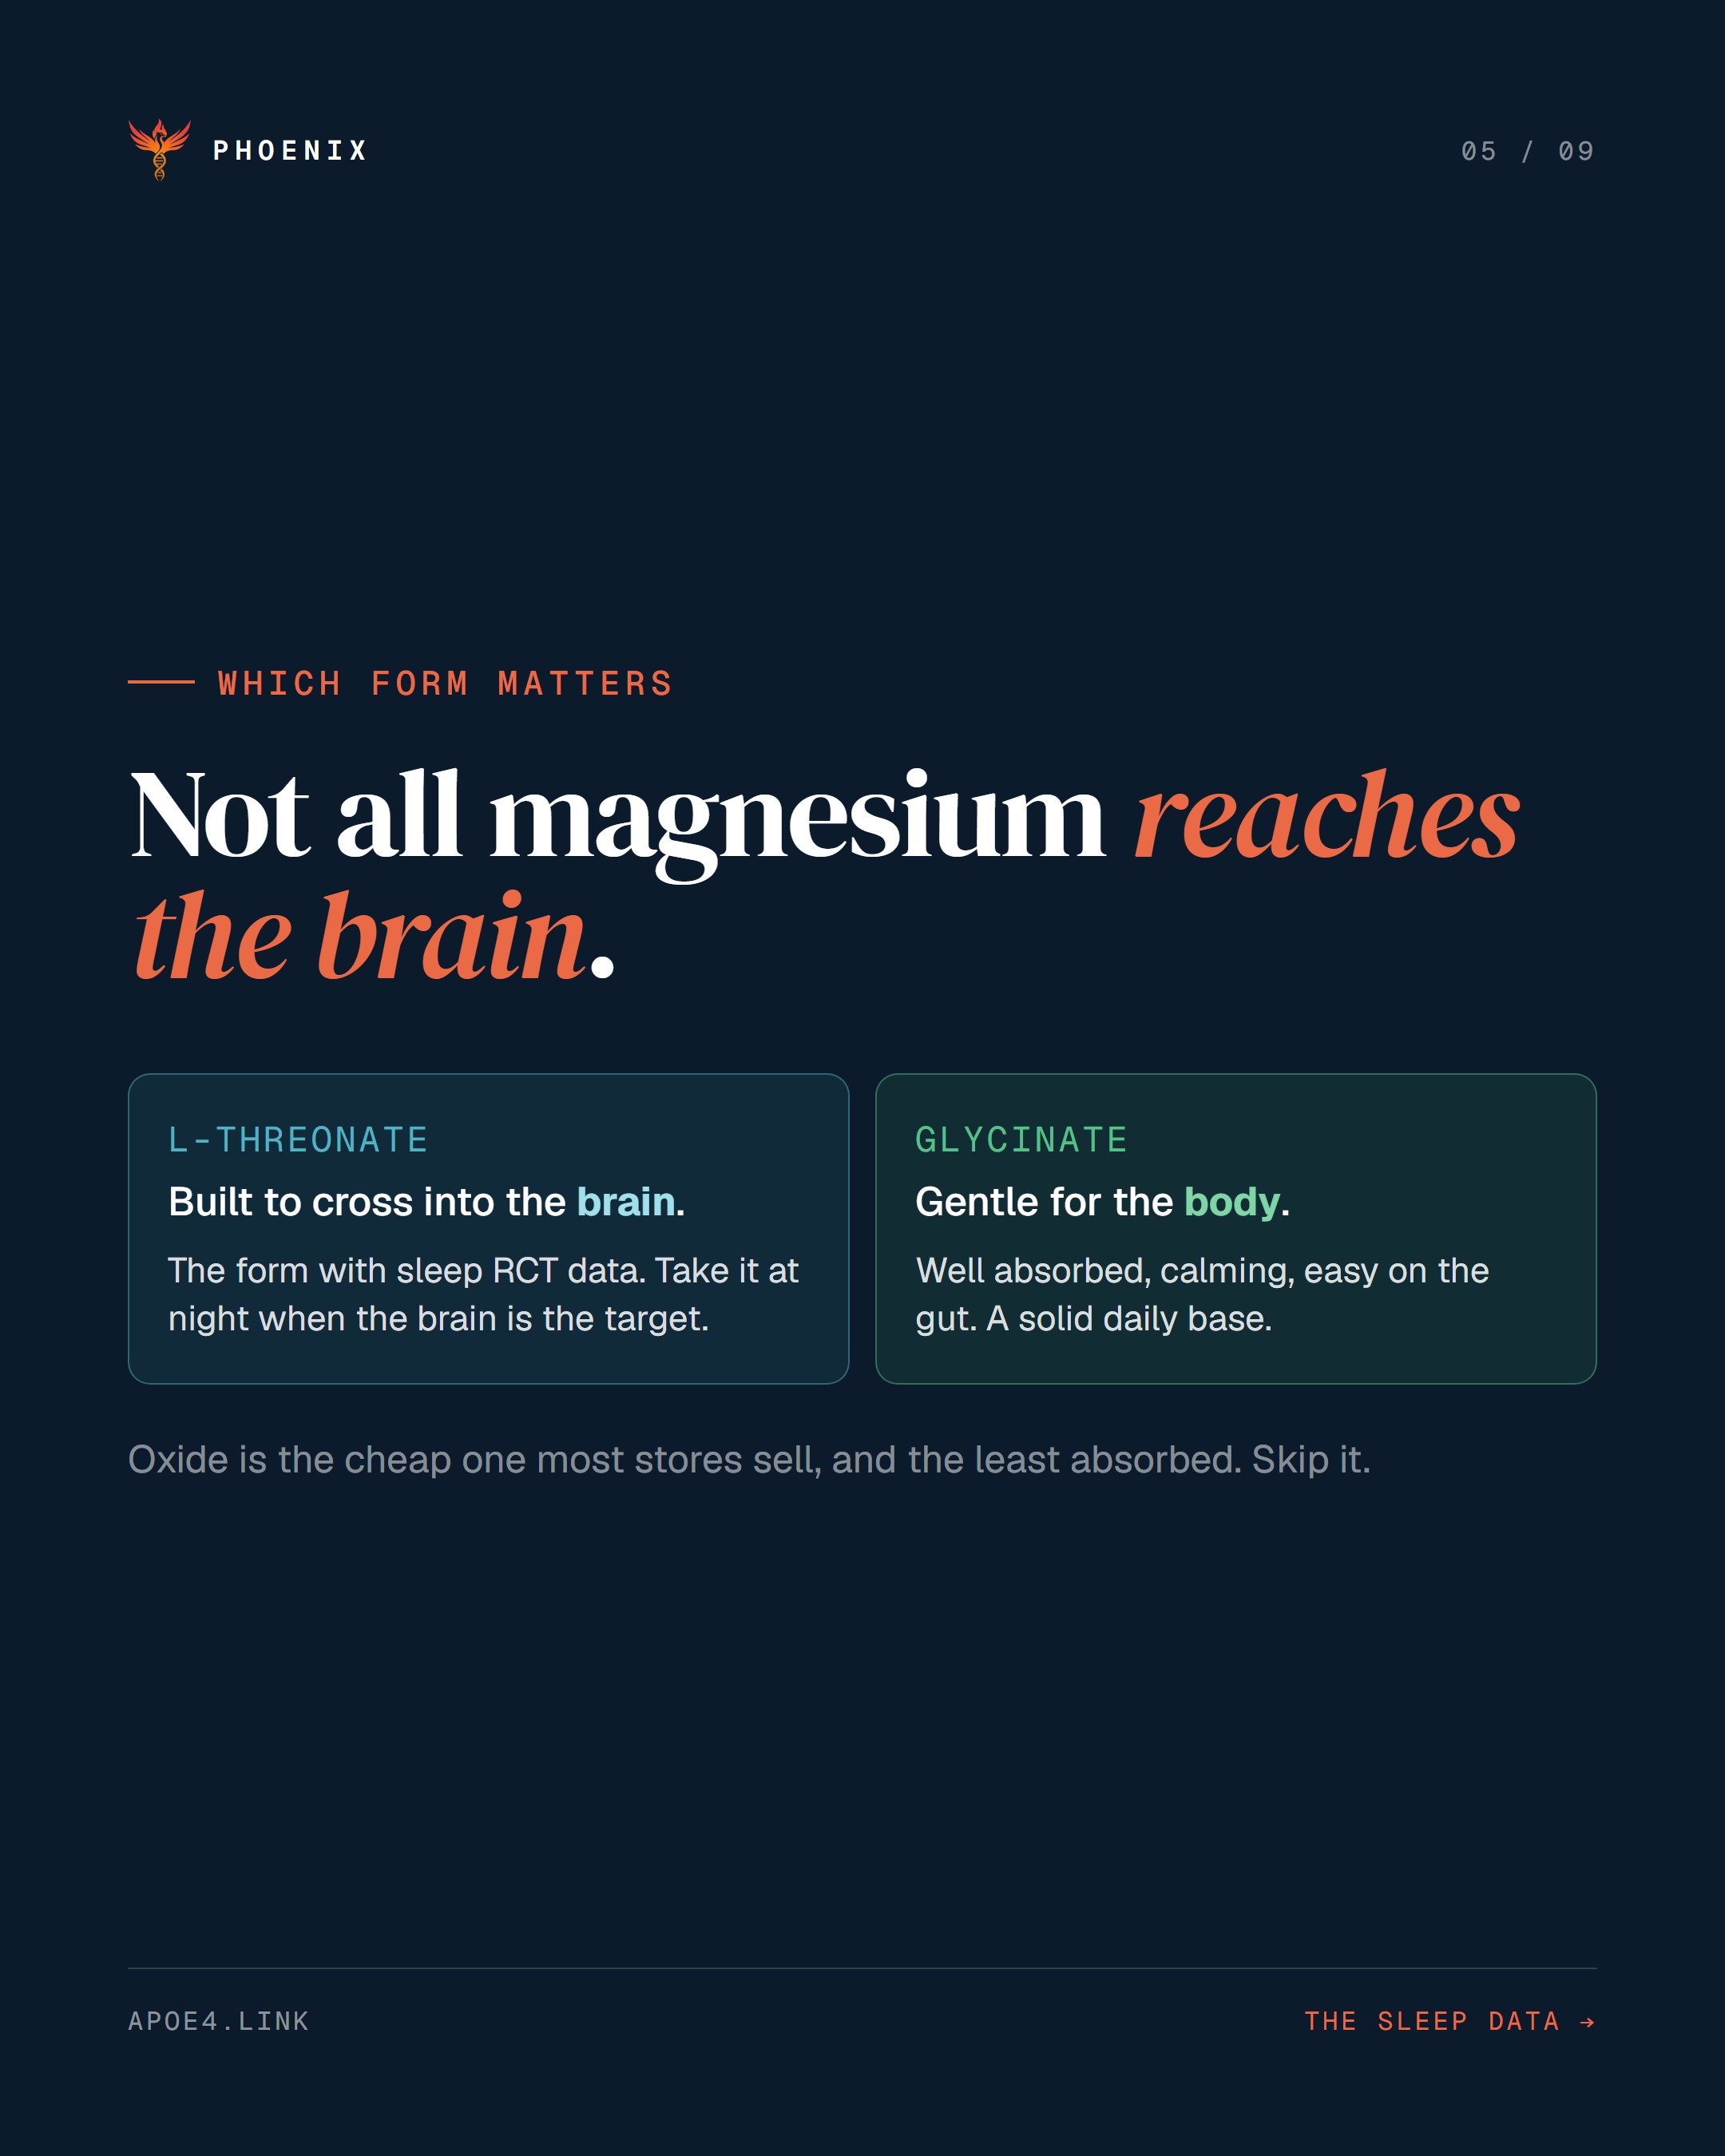 PHOENIX
05 / 09
WHICH FORM MATTERS
Not all magnesium reaches
the brain.
L-THREONATE
Built to cross into the brain.
The form with sleep RCT data. Take it at
night when the brain is the target.
GLYCINATE
Gentle for the body.
Well absorbed, calming, easy on the
gut. A solid daily base.
Oxide is the cheap one most stores sell, and the least absorbed. Skip it.
APOE4.LINK
THE SLEEP DATA →